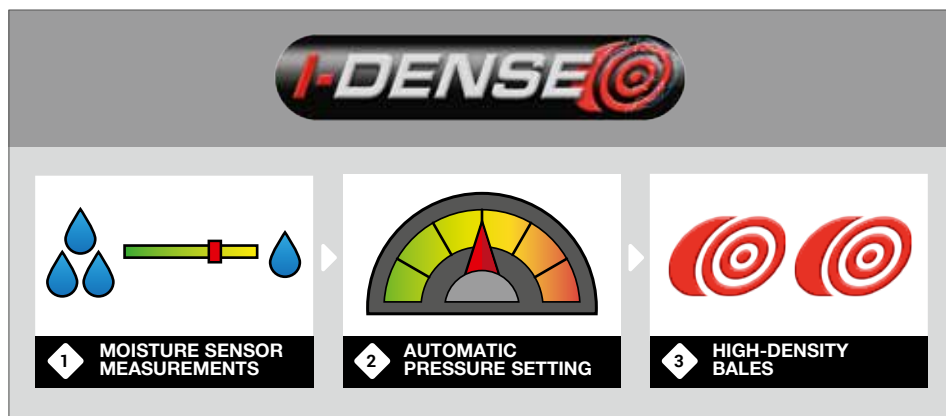 I-DENSE
1
MOISTURE SENSOR
MEASUREMENTS
2
AUTOMATIC
PRESSURE SETTING
3
HIGH-DENSITY
BALES